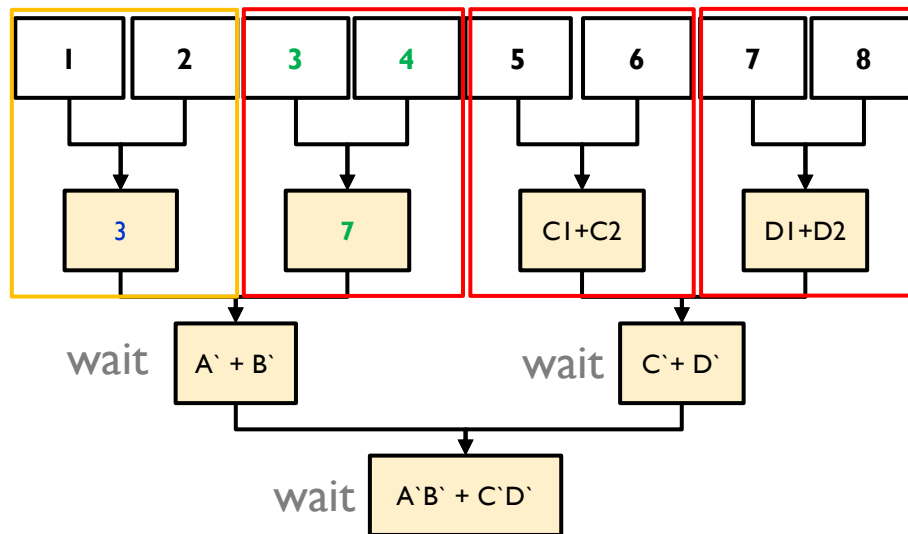 1 2 3 4 5 6 7 8
3 7 C1+C2 D1+D2
wait A` + B` wait C`+ D`
wait A`B` + C`D`